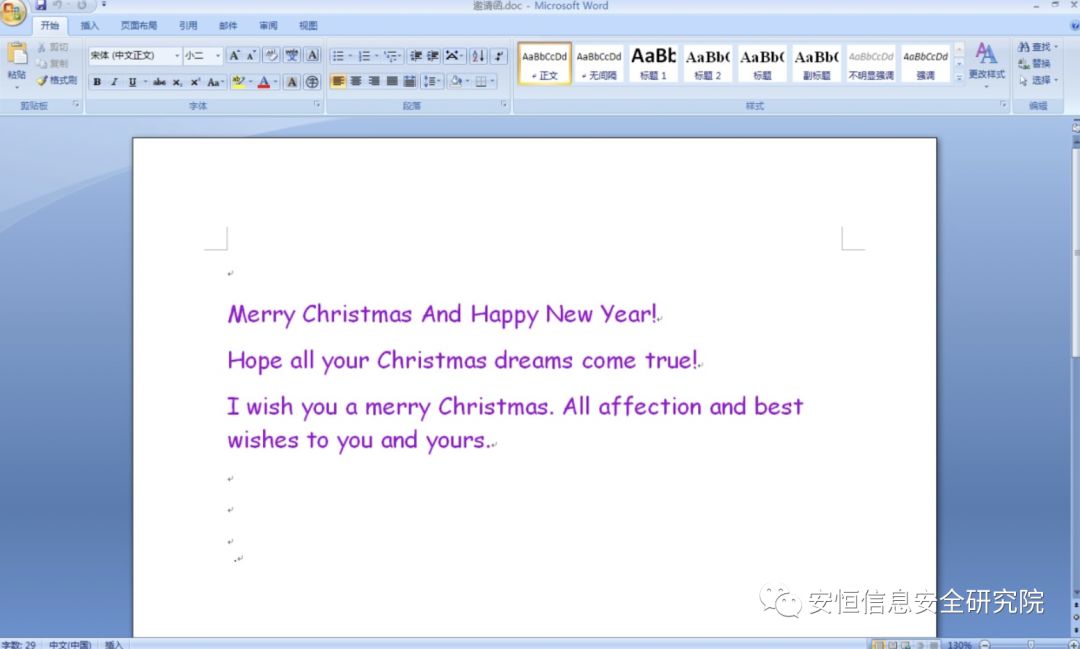 邀请函.doc - Microsoft Word
开始 插入 页面布局 引用 邮件 审阅 视图
粘贴 剪切 复制 格式刷
剪贴板
宋体 (中文正文) 小二
B I U abc x₂ x² Aa
字体
段落
AaBbCcDd AaBbCcDd AaBb AaBb( AaBb( AaBb( AaBbCcDd AaBbCcDd
正文 无间隔 标题 1 标题 2 标题 副标题 不明显强调 强调
更改样式
样式
查找
替换
选择
编辑
Merry Christmas And Happy New Year!
Hope all your Christmas dreams come true!
I wish you a merry Christmas. All affection and best
wishes to you and yours.
.
安恒信息安全研究院
字数: 29 中文(中国) 插入 130%